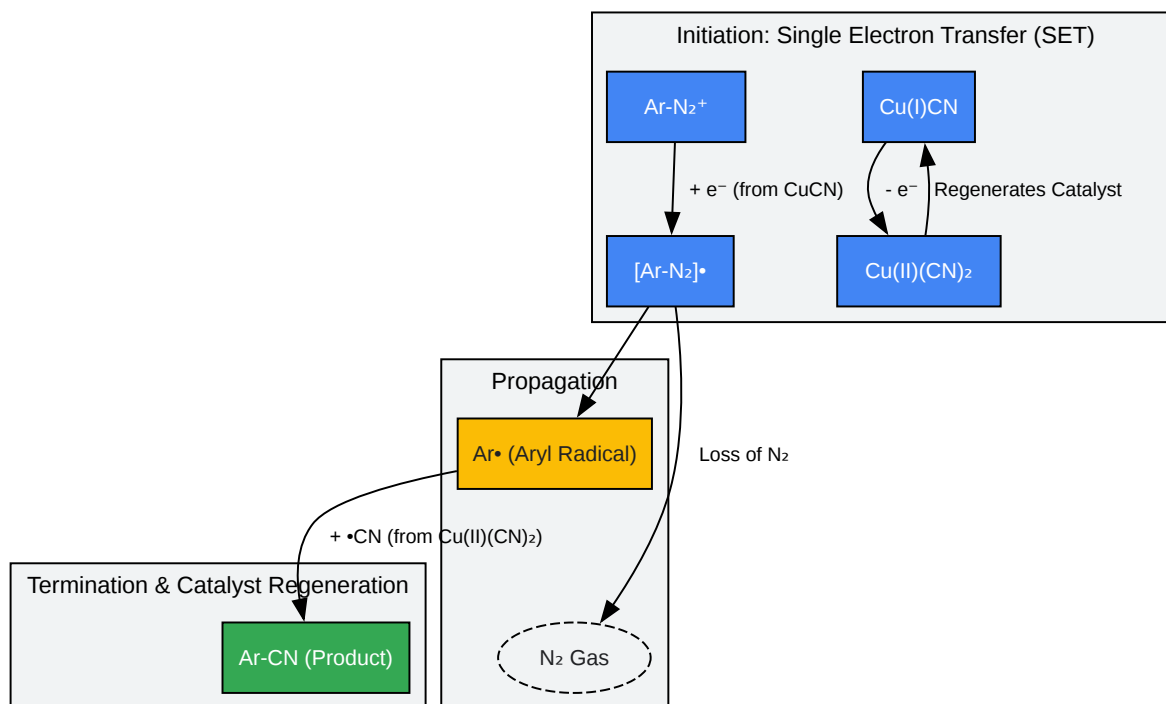 Initiation: Single Electron Transfer (SET)
Ar-N₂⁺
Cu(I)CN
+ e⁻ (from CuCN)
- e⁻
Regenerates Catalyst
[Ar-N₂]•
Cu(II)(CN)₂
Propagation
Ar• (Aryl Radical)
Loss of N₂
+ •CN (from Cu(II)(CN)₂)
Termination & Catalyst Regeneration
Ar-CN (Product)
N₂ Gas